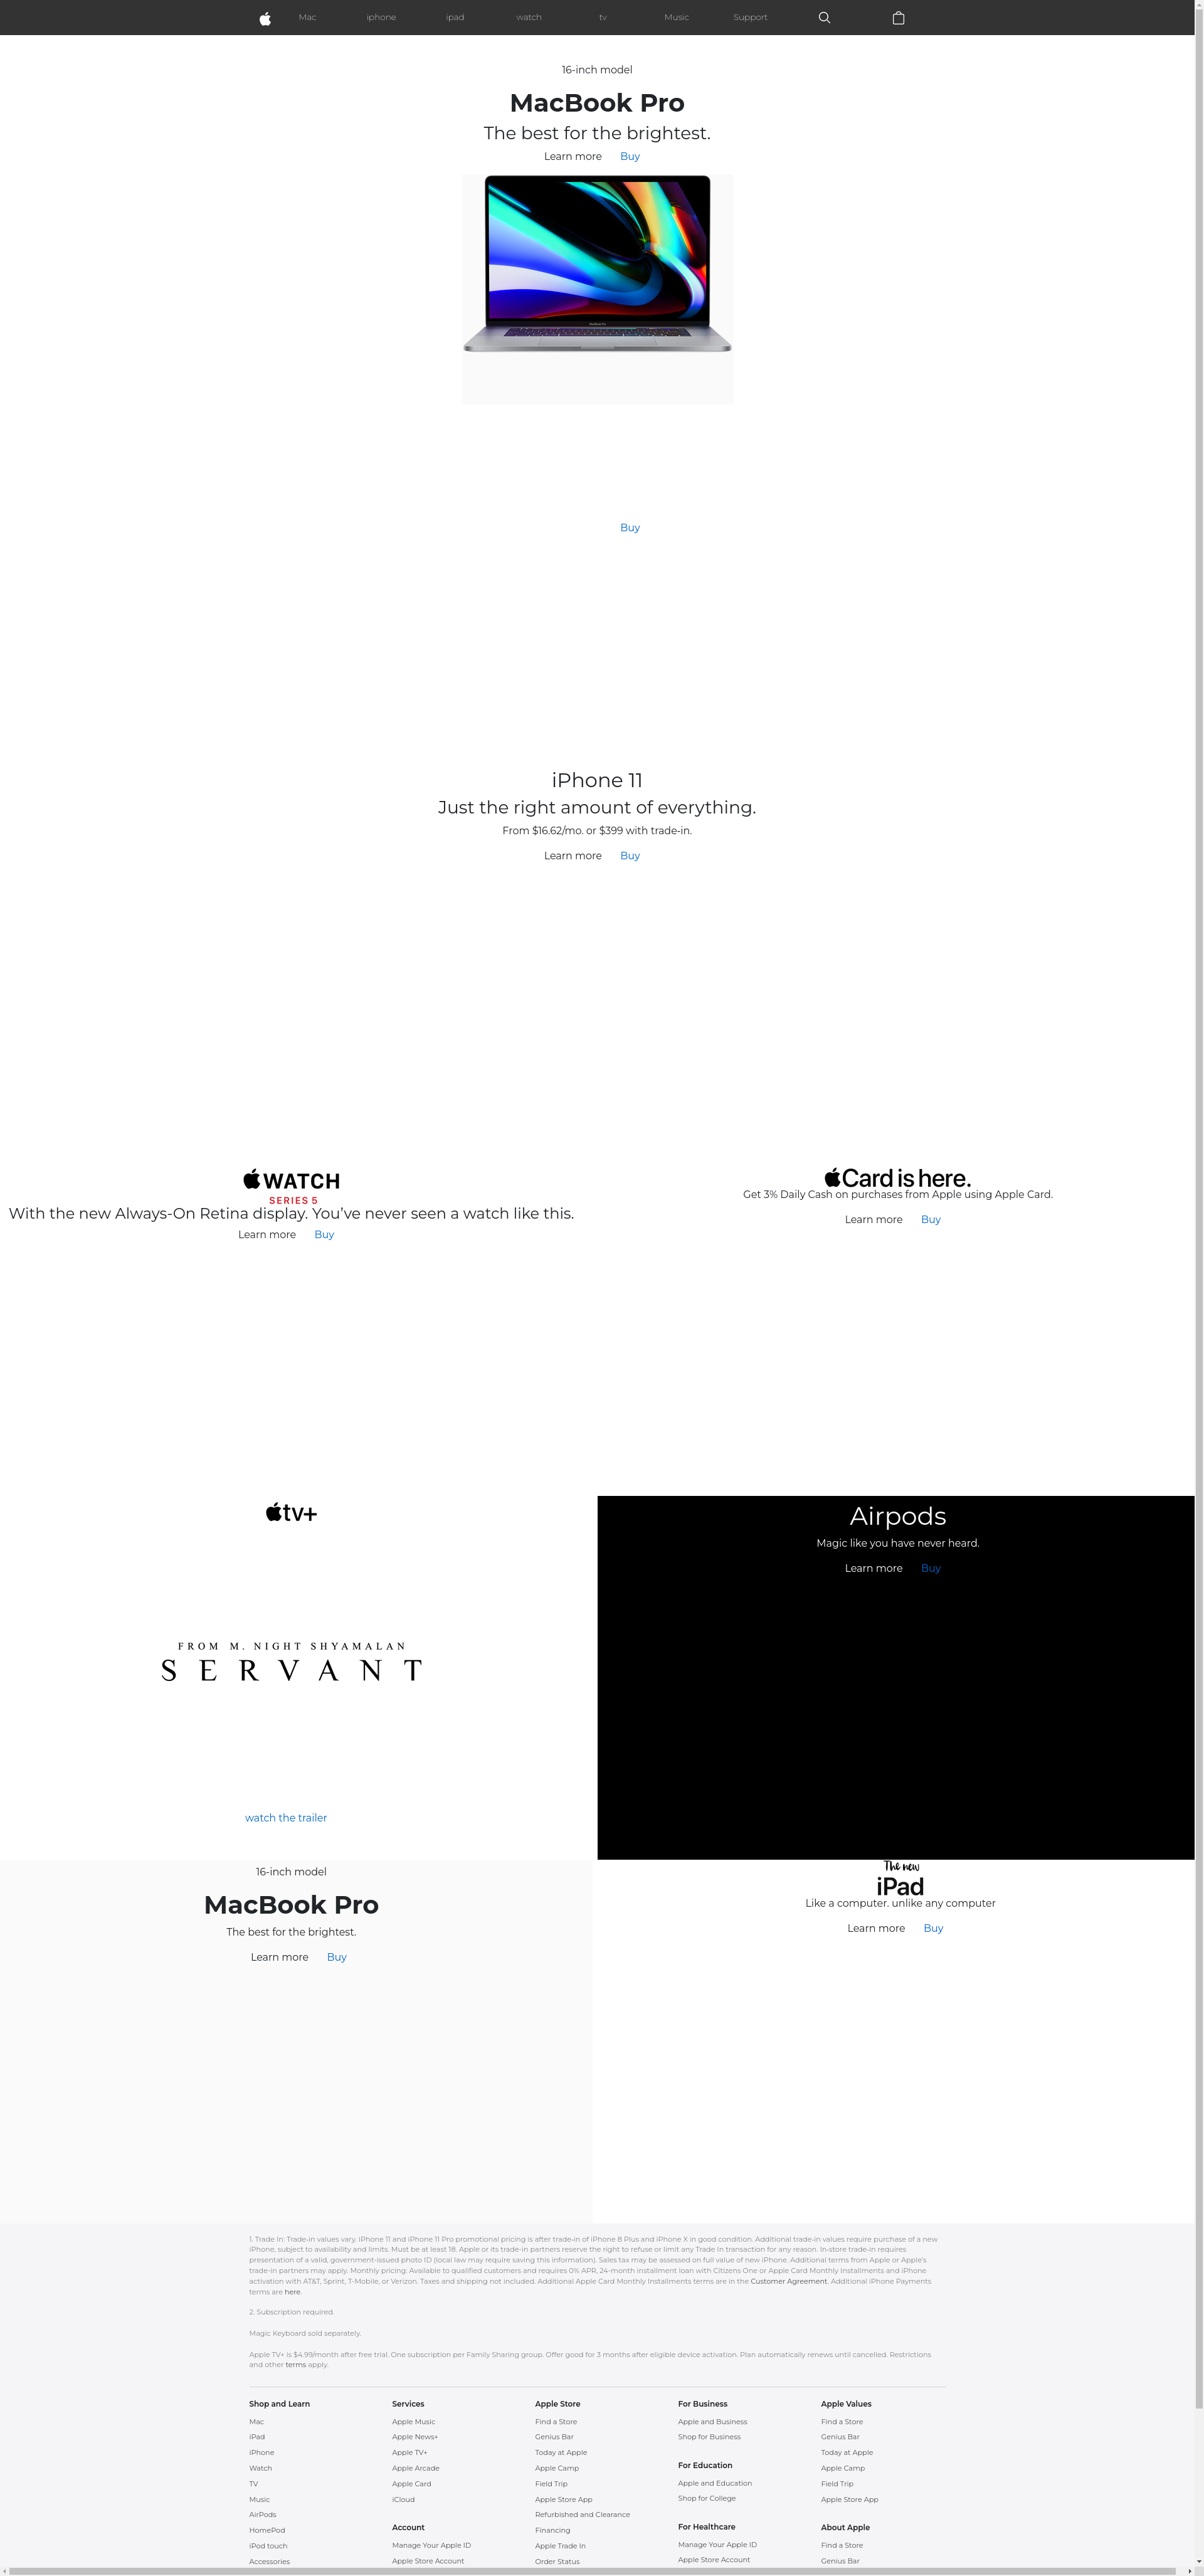 Mac iphone ipad watch tv Music Support
16-inch model
MacBook Pro
The best for the brightest.
Learn more Buy
MacBook Pro
Buy
iPhone 11
Just the right amount of everything.
From $16.62/mo. or $399 with trade-in.
Learn more Buy
WATCH
SERIES 5
With the new Always-On Retina display. You’ve never seen a watch like this.
Learn more Buy
Card is here.
Get 3% Daily Cash on purchases from Apple using Apple Card.
Learn more Buy
tv+
FROM M. NIGHT SHYAMALAN
SERVANT
watch the trailer
Airpods
Magic like you have never heard.
Learn more Buy
16-inch model
MacBook Pro
The best for the brightest.
Learn more Buy
The new
iPad
Like a computer. unlike any computer
Learn more Buy
1. Trade In: Trade-in values vary. iPhone 11 and iPhone 11 Pro promotional pricing is after trade-in of iPhone 8 Plus and iPhone X in good condition. Additional trade-in values require purchase of a new
iPhone, subject to availability and limits. Must be at least 18. Apple or its trade-in partners reserve the right to refuse or limit any Trade In transaction for any reason. In-store trade-in requires
presentation of a valid, government-issued photo ID (local law may require saving this information). Sales tax may be assessed on full value of new iPhone. Additional terms from Apple or Apple's
trade-in partners may apply. Monthly pricing: Available to qualified customers and requires 0% APR, 24-month installment loan with Citizens One or Apple Card Monthly Installments and iPhone
activation with AT&T, Sprint, T-Mobile, or Verizon. Taxes and shipping not included. Additional Apple Card Monthly Installments terms are in the Customer Agreement. Additional iPhone Payments
terms are here.
2. Subscription required.
Magic Keyboard sold separately.
Apple TV+ is $4.99/month after free trial. One subscription per Family Sharing group. Offer good for 3 months after eligible device activation. Plan automatically renews until cancelled. Restrictions
and other terms apply.
Shop and Learn
Mac
iPad
iPhone
Watch
TV
Music
AirPods
HomePod
iPod touch
Accessories
Services
Apple Music
Apple News+
Apple TV+
Apple Arcade
Apple Card
iCloud
Account
Manage Your Apple ID
Apple Store Account
Apple Store
Find a Store
Genius Bar
Today at Apple
Apple Camp
Field Trip
Apple Store App
Refurbished and Clearance
Financing
Apple Trade In
Order Status
For Business
Apple and Business
Shop for Business
For Education
Apple and Education
Shop for College
For Healthcare
Manage Your Apple ID
Apple Store Account
Apple Values
Find a Store
Genius Bar
Today at Apple
Apple Camp
Field Trip
Apple Store App
About Apple
Find a Store
Genius Bar